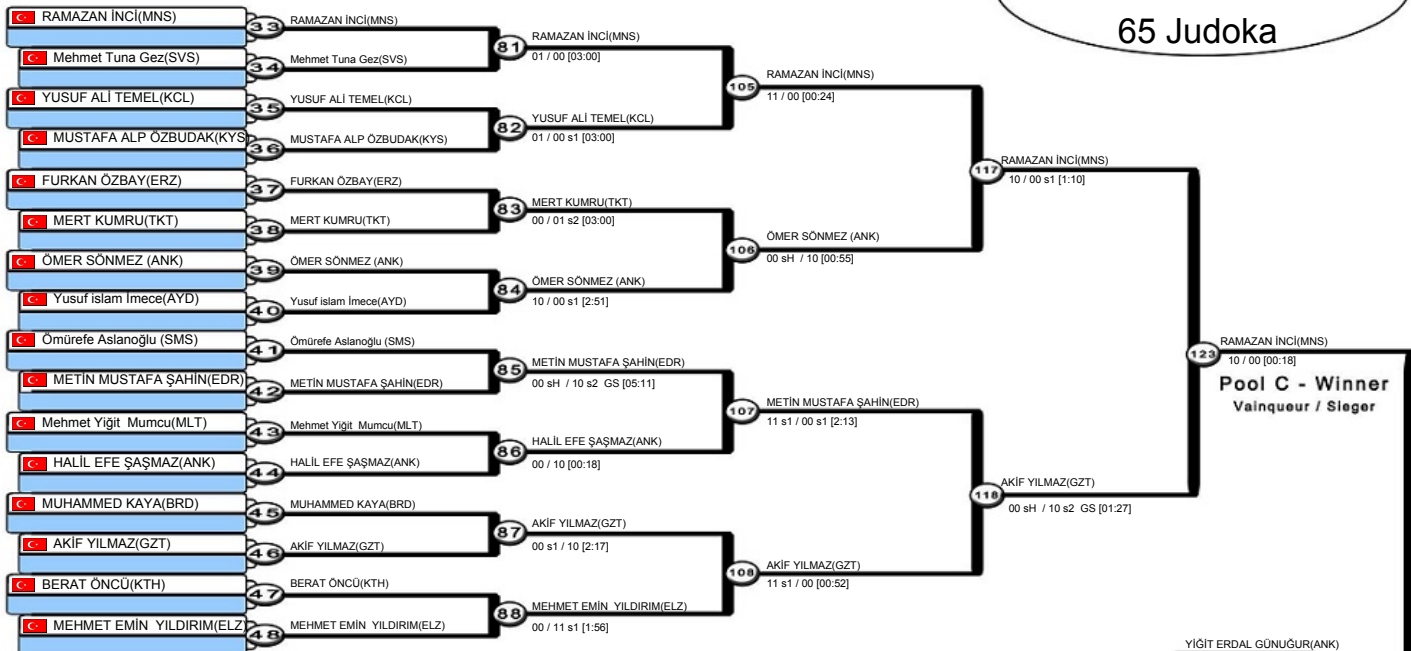 65 Judoka
RAMAZAN İNCİ(MNS)
Mehmet Tuna Gez(SVS)
YUSUF ALİ TEMEL(KCL)
MUSTAFA ALP ÖZBUDAK(KYS)
FURKAN ÖZBAY(ERZ)
MERT KUMRU(TKT)
ÖMER SÖNMEZ (ANK)
Yusuf islam İmece(AYD)
Ömürefe Aslanoğlu (SMS)
METİN MUSTAFA ŞAHİN(EDR)
Mehmet Yiğit Mumcu(MLT)
HALİL EFE ŞAŞMAZ(ANK)
MUHAMMED KAYA(BRD)
AKİF YILMAZ(GZT)
BERAT ÖNCÜ(KTH)
MEHMET EMİN YILDIRIM(ELZ)
33 RAMAZAN İNCİ(MNS)
34 Mehmet Tuna Gez(SVS)
35 YUSUF ALİ TEMEL(KCL)
36 MUSTAFA ALP ÖZBUDAK(KYS)
37 FURKAN ÖZBAY(ERZ)
38 MERT KUMRU(TKT)
39 ÖMER SÖNMEZ (ANK)
40 Yusuf islam İmece(AYD)
41 Ömürefe Aslanoğlu (SMS)
42 METİN MUSTAFA ŞAHİN(EDR)
43 Mehmet Yiğit Mumcu(MLT)
44 HALİL EFE ŞAŞMAZ(ANK)
45 MUHAMMED KAYA(BRD)
46 AKİF YILMAZ(GZT)
47 BERAT ÖNCÜ(KTH)
48 MEHMET EMİN YILDIRIM(ELZ)
81 RAMAZAN İNCİ(MNS)
01 / 00 [03:00]
82 YUSUF ALİ TEMEL(KCL)
01 / 00 s1 [03:00]
83 MERT KUMRU(TKT)
00 / 01 s2 [03:00]
84 ÖMER SÖNMEZ (ANK)
10 / 00 s1 [2:51]
85 METİN MUSTAFA ŞAHİN(EDR)
00 sH / 10 s2 GS [05:11]
86 HALİL EFE ŞAŞMAZ(ANK)
00 / 10 [00:18]
87 AKİF YILMAZ(GZT)
00 s1 / 10 [2:17]
88 MEHMET EMİN YILDIRIM(ELZ)
00 / 11 s1 [1:56]
105 RAMAZAN İNCİ(MNS)
11 / 00 [00:24]
106 ÖMER SÖNMEZ (ANK)
00 sH / 10 [00:55]
107 METİN MUSTAFA ŞAHİN(EDR)
11 s1 / 00 s1 [2:13]
108 AKİF YILMAZ(GZT)
11 s1 / 00 [00:52]
117 RAMAZAN İNCİ(MNS)
10 / 00 s1 [1:10]
118 AKİF YILMAZ(GZT)
00 sH / 10 s2 GS [01:27]
123 RAMAZAN İNCİ(MNS)
10 / 00 [00:18]
Pool C - Winner
Vainqueur / Sieger
YİĞİT ERDAL GÜNUĞUR(ANK)